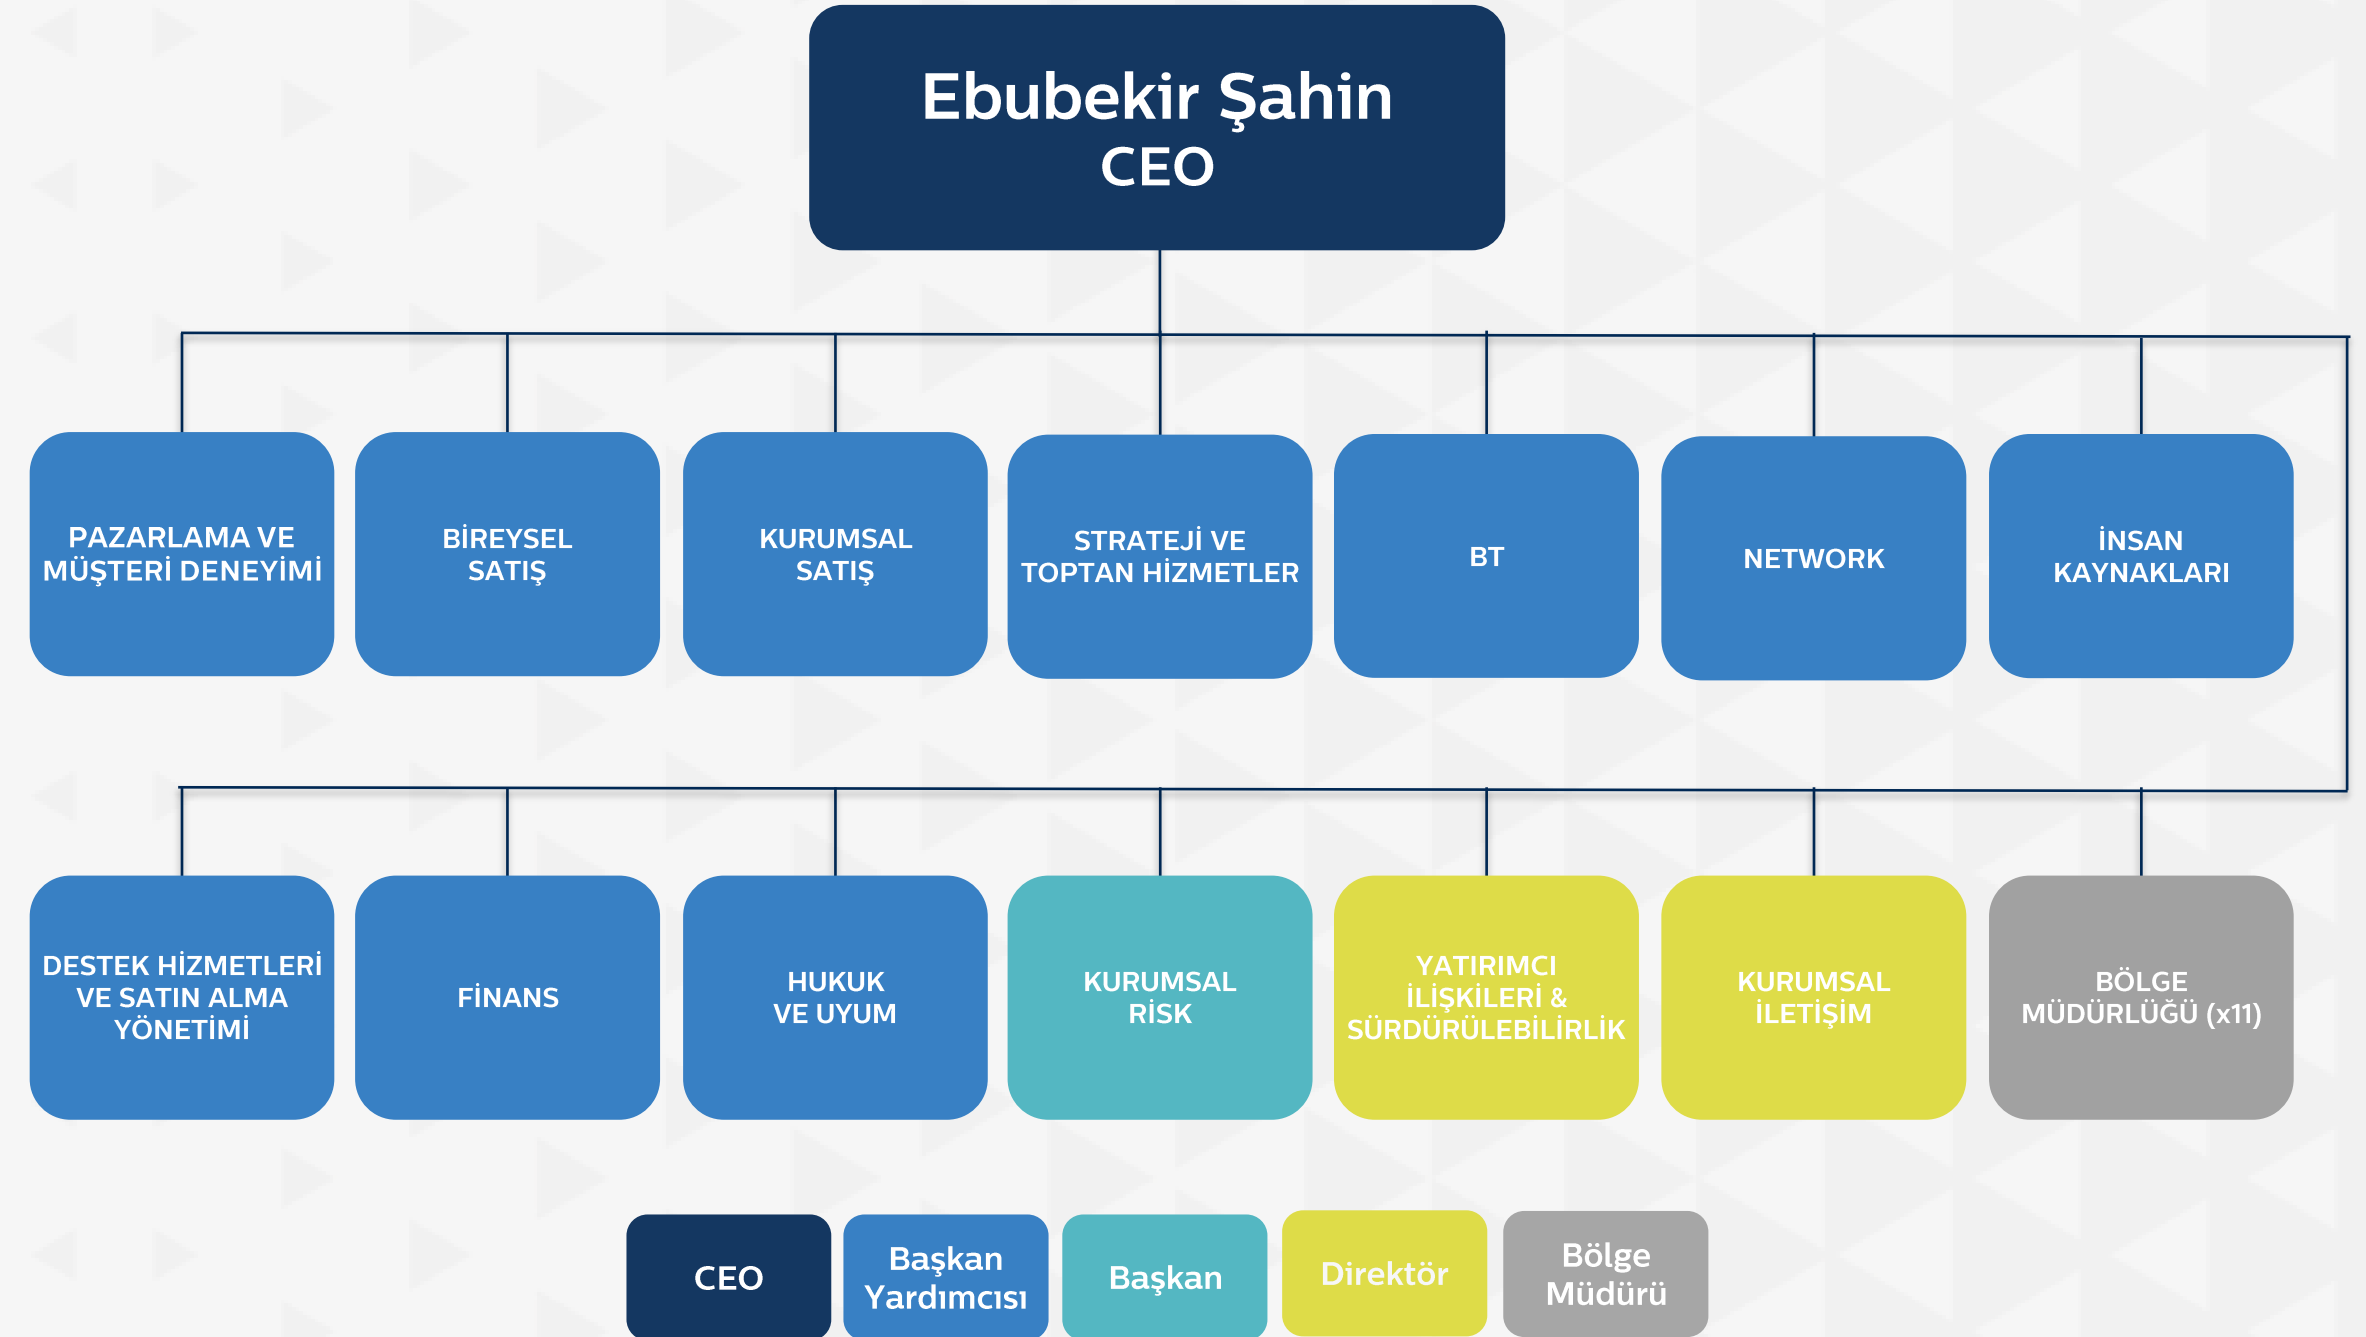 Ebubekir Şahin
CEO
PAZARLAMA VE
MÜŞTERİ DENEYİMİ
BİREYSEL
SATIŞ
KURUMSAL
SATIŞ
STRATEJİ VE
TOPTAN HİZMETLER
BT
NETWORK
İNSAN
KAYNAKLARI
DESTEK HİZMETLERİ
VE SATIN ALMA
YÖNETİMİ
FİNANS
HUKUK
VE UYUM
KURUMSAL
RİSK
YATIRIMCI
İLİŞKİLERİ &
SÜRDÜRÜLEBİLİRLİK
KURUMSAL
İLETİŞİM
BÖLGE
MÜDÜRLÜĞÜ (x11)
CEO
Başkan
Yardımcısı
Başkan
Direktör
Bölge
Müdürü